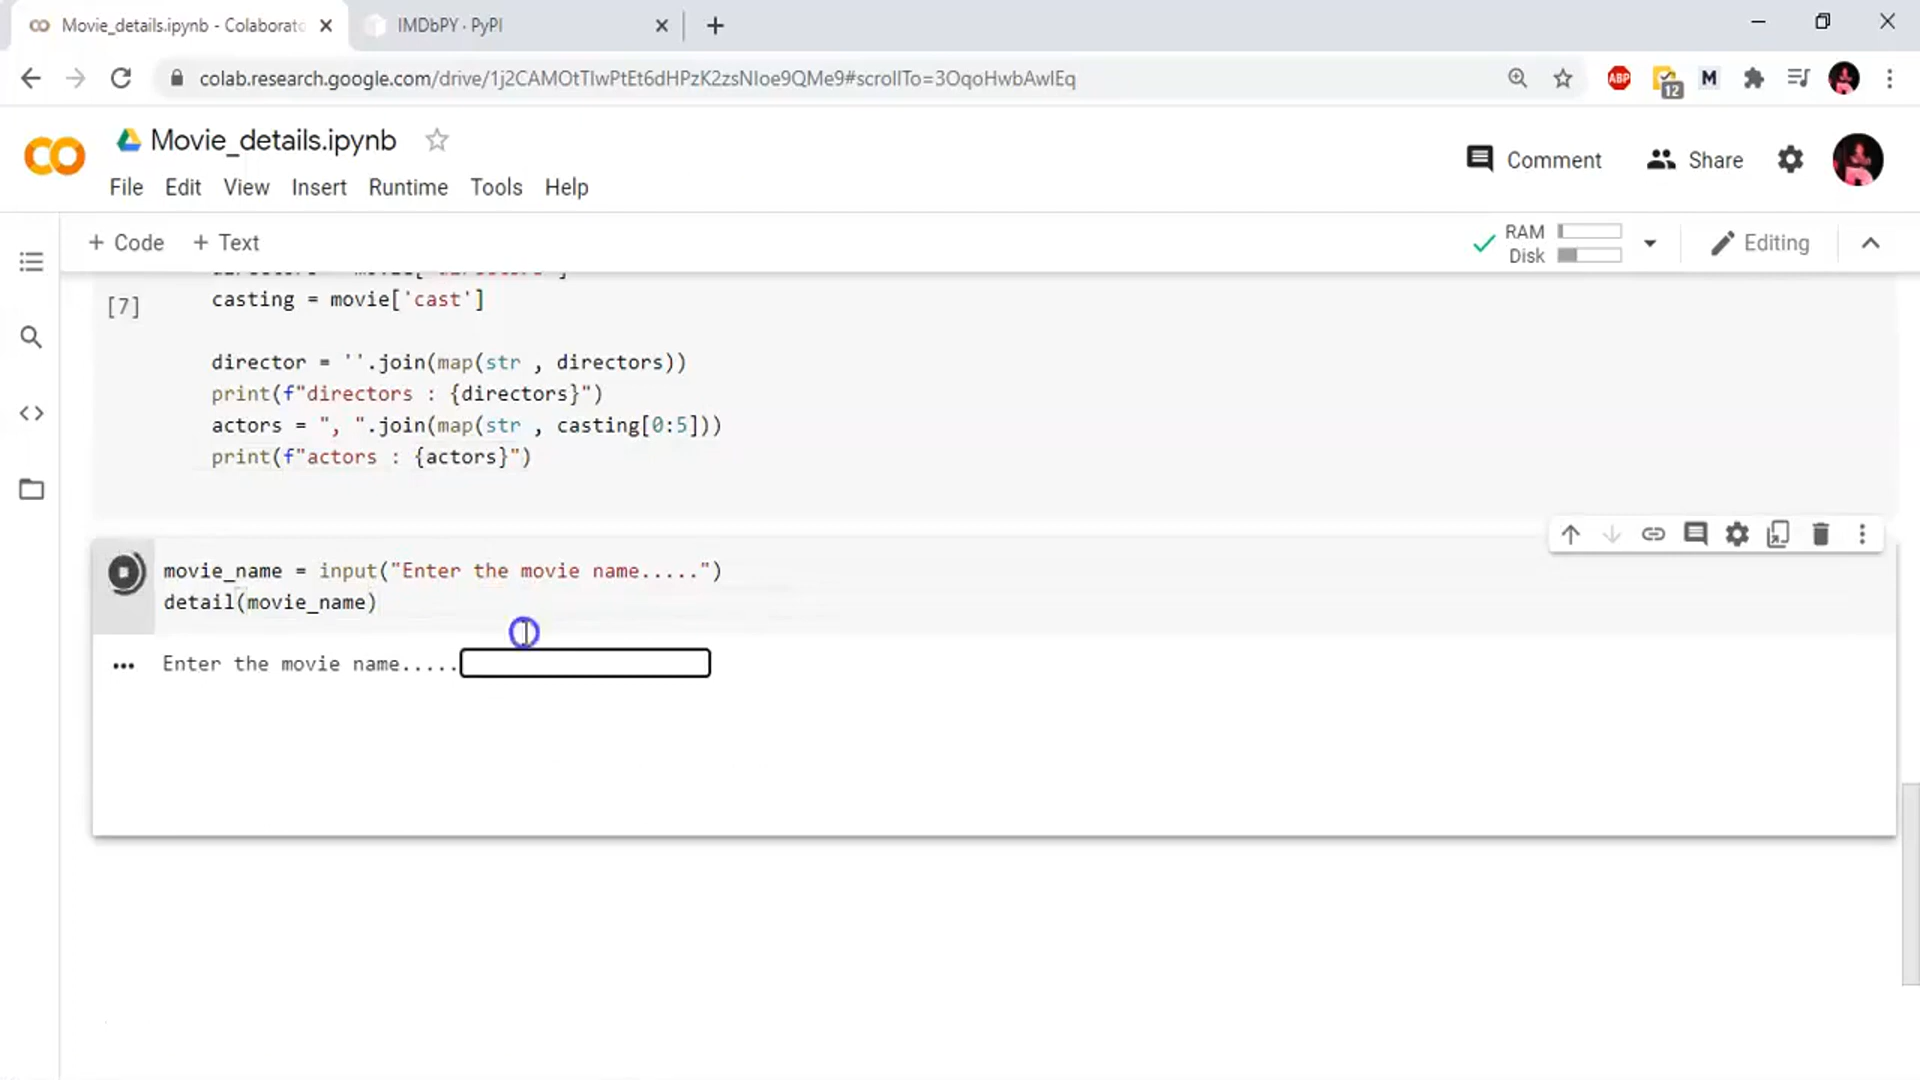 Movie_details.ipynb - Colaborato
IMDbPY · PyPI
colab.research.google.com/drive/1j2CAMOtTIwPtEt6dHPzK2zsNIoe9QMe9#scrollTo=3OqoHwbAwIEq
ABP
12
M
Movie_details.ipynb
Comment
Share
File Edit View Insert Runtime Tools Help
+ Code + Text
RAM
Disk
Editing
[7]
casting = movie['cast']
director = ''.join(map(str , directors))
print(f"directors : {directors}")
actors = ", ".join(map(str , casting[0:5]))
print(f"actors : {actors}")
movie_name = input("Enter the movie name.....")
detail(movie_name)
Enter the movie name.....